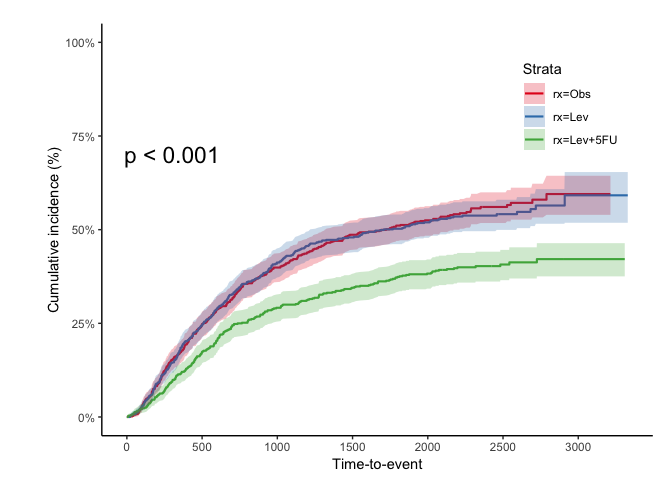 100%
75%
50%
25%
0%
Cumulative incidence (%)
p < 0.001
Strata
rx=Obs
rx=Lev
rx=Lev+5FU
0 500 1000 1500 2000 2500 3000
Time-to-event